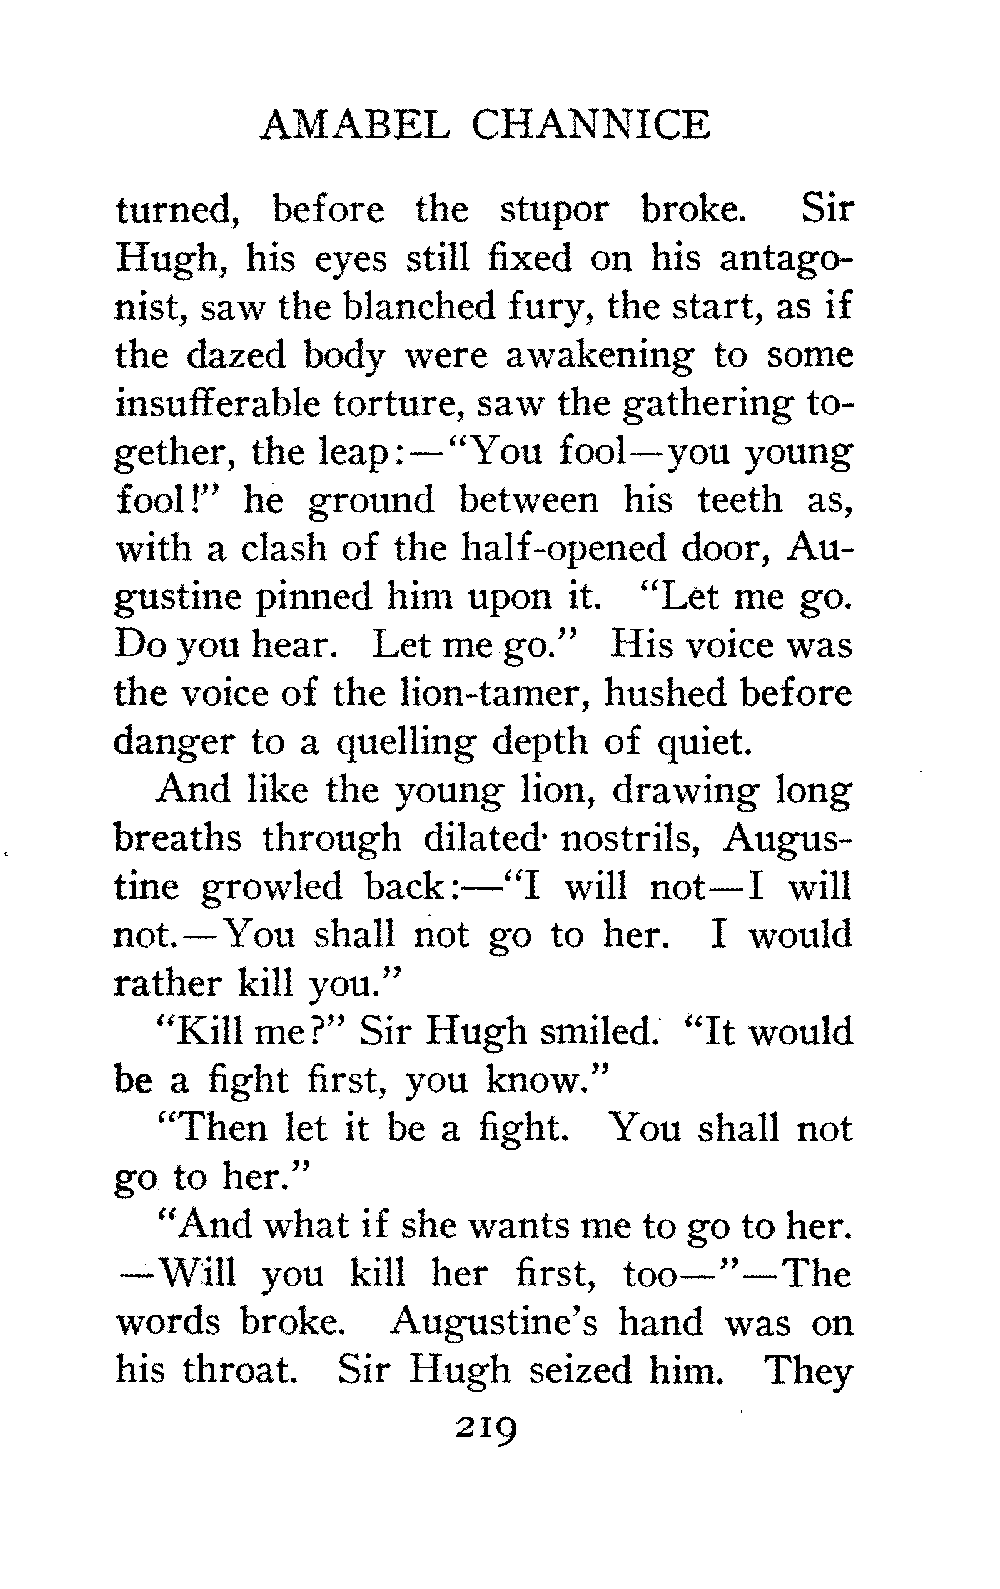 AMABEL CHANNICE
turned, before the stupor broke. Sir
Hugh, his eyes still fixed on his antago-
nist, saw the blanched fury, the start, as if
the dazed body were awakening to some
insufferable torture, saw the gathering to-
gether, the leap:—"You fool—you young
fool!" he ground between his teeth as,
with a clash of the half-opened door, Au-
gustine pinned him upon it. "Let me go.
Do you hear. Let me go." His voice was
the voice of the lion-tamer, hushed before
danger to a quelling depth of quiet.
And like the young lion, drawing long
breaths through dilated nostrils, Augus-
tine growled back:—"I will not—I will
not.—You shall not go to her. I would
rather kill you."
"Kill me?" Sir Hugh smiled. "It would
be a fight first, you know."
"Then let it be a fight. You shall not
go to her."
"And what if she wants me to go to her.
—Will you kill her first, too—"—The
words broke. Augustine's hand was on
his throat. Sir Hugh seized him. They
219